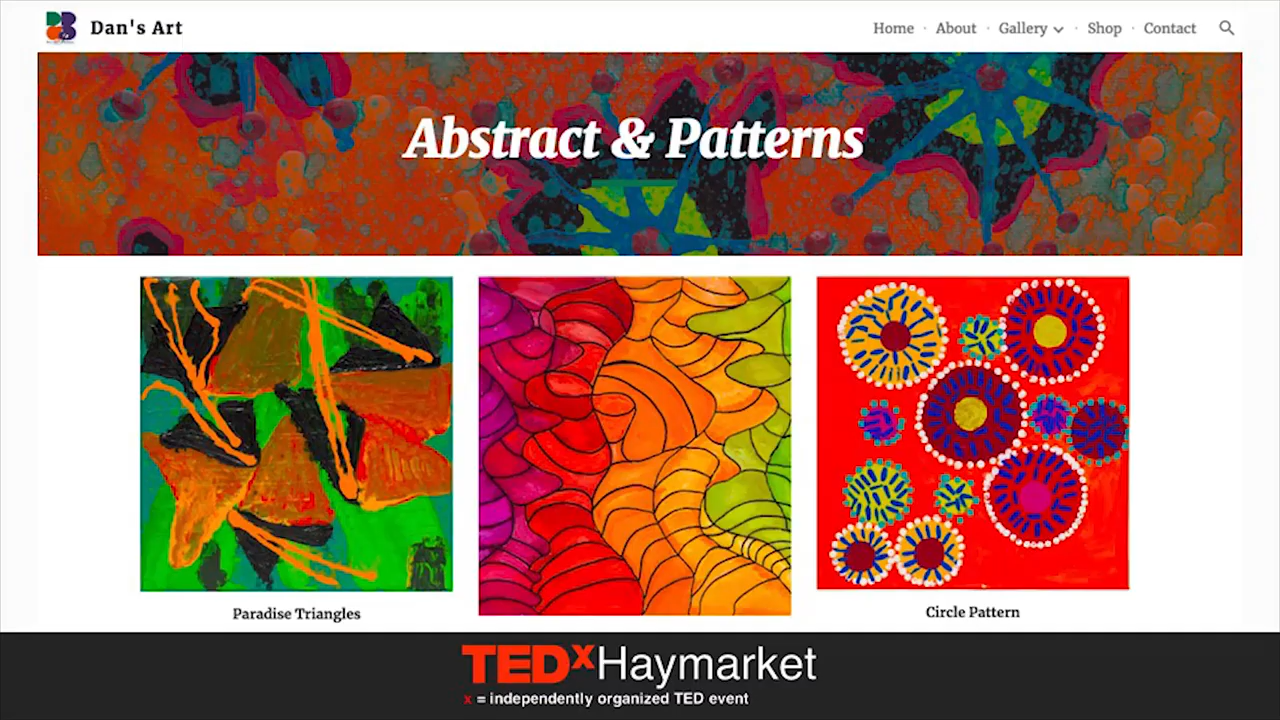 Dan's Art
Home · About · Gallery · Shop · Contact
Abstract & Patterns
Paradise Triangles
Circle Pattern
TEDxHaymarket
x = independently organized TED event